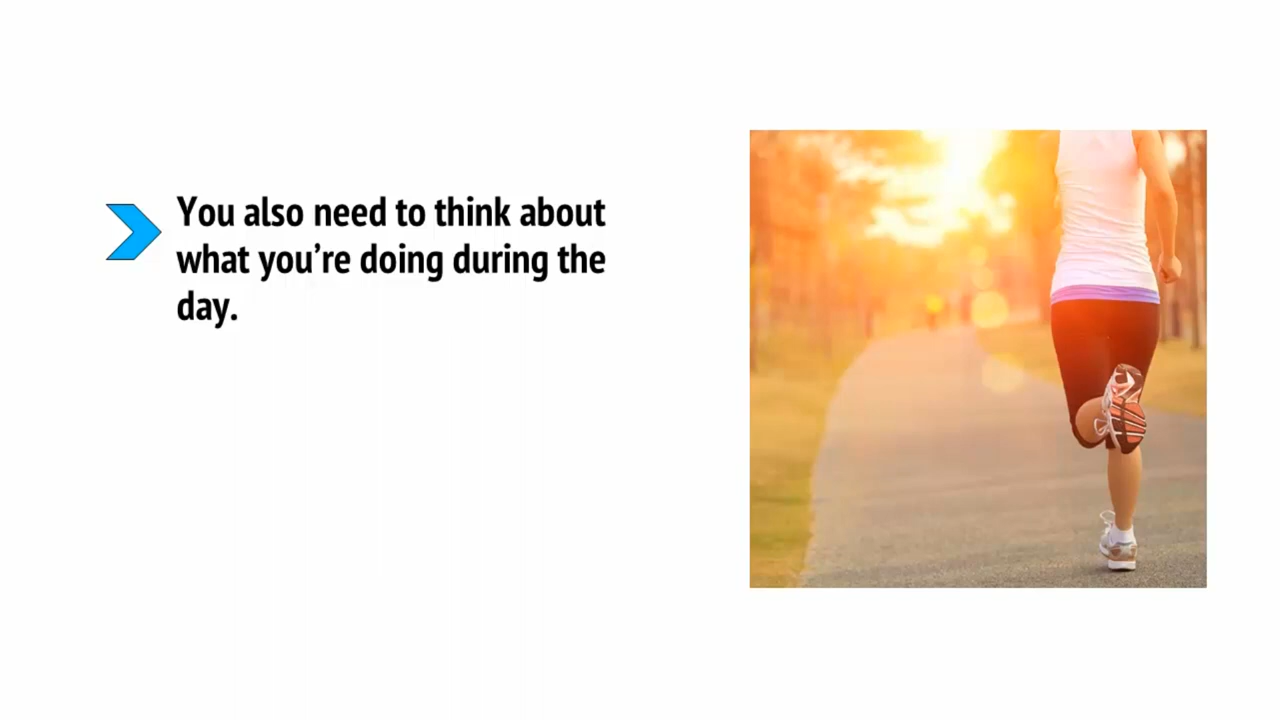 You also need to think about
what you’re doing during the
day.